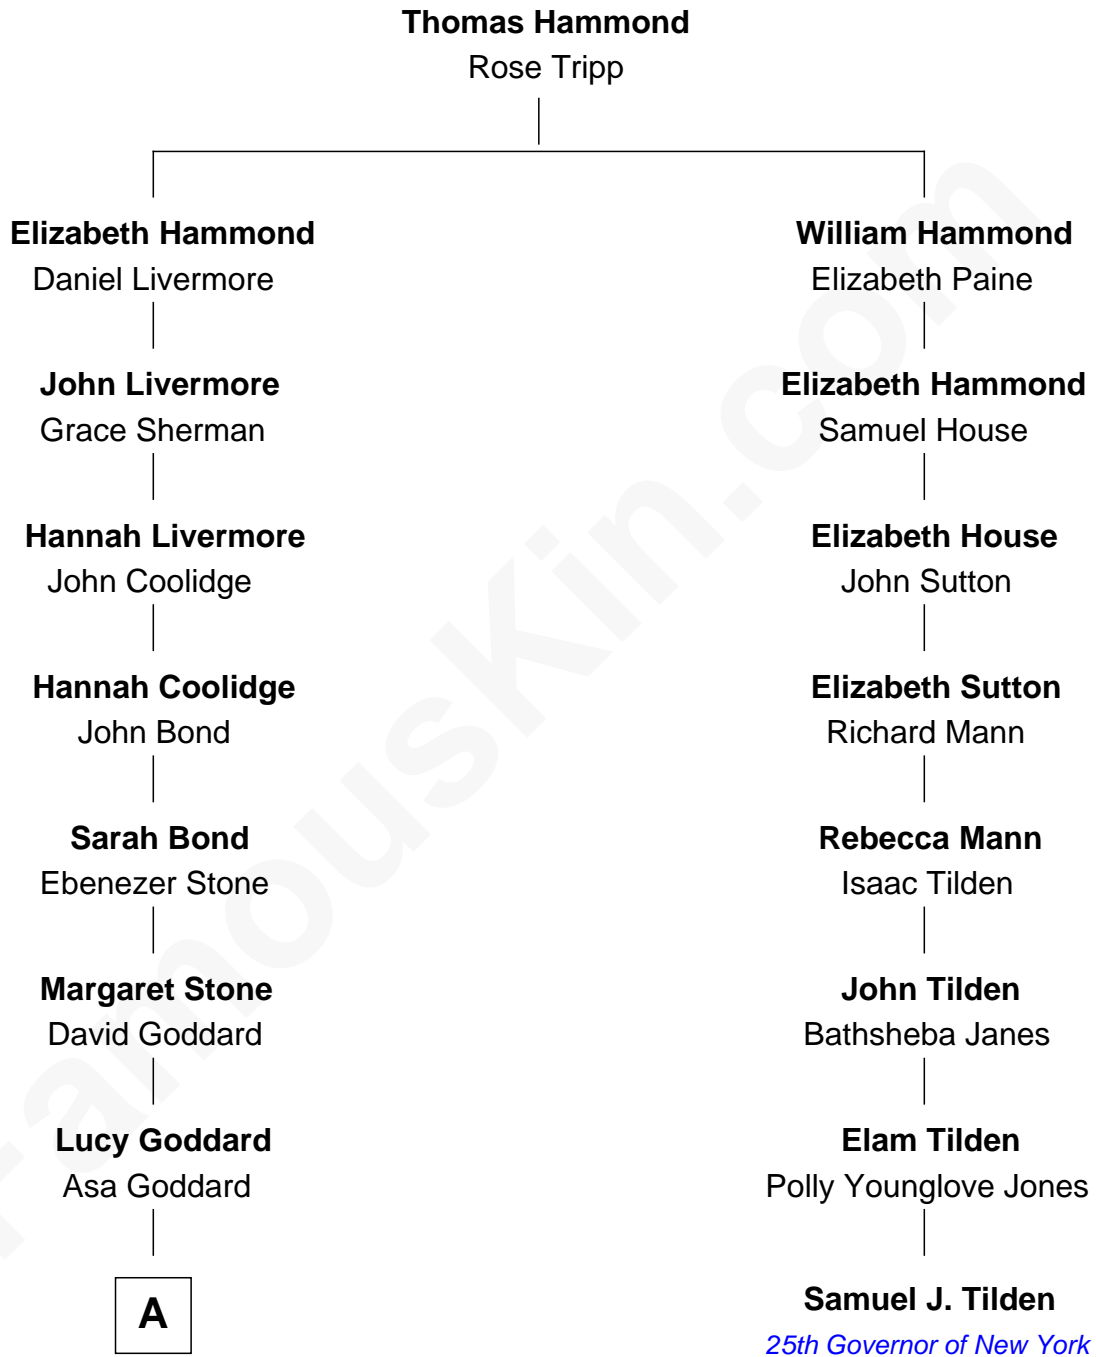 Thomas Hammond
Rose Tripp
Elizabeth Hammond
Daniel Livermore
John Livermore
Grace Sherman
Hannah Livermore
John Coolidge
Hannah Coolidge
John Bond
Sarah Bond
Ebenezer Stone
Margaret Stone
David Goddard
Lucy Goddard
Asa Goddard
A
William Hammond
Elizabeth Paine
Elizabeth Hammond
Samuel House
Elizabeth House
John Sutton
Elizabeth Sutton
Richard Mann
Rebecca Mann
Isaac Tilden
John Tilden
Bathsheba Janes
Elam Tilden
Polly Younglove Jones
Samuel J. Tilden
25th Governor of New York
FamousKin.com